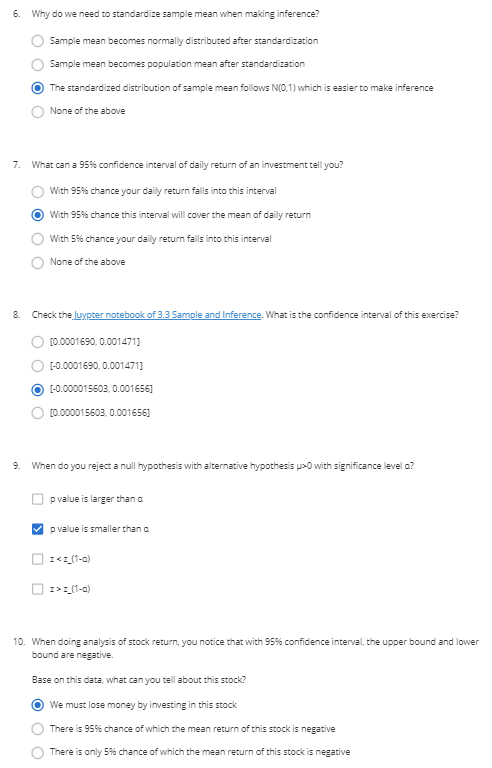 6. Why do we need to standardize sample mean when making inference?
Sample mean becomes normally distributed after standardization
Sample mean becomes population mean after standardization
The standardized distribution of sample mean follows N(0,1) which is easier to make inference
None of the above
7. What can a 95% confidence interval of daily return of an investment tell you?
With 95% chance your daily return falls into this interval
With 95% chance this interval will cover the mean of daily return
With 5% chance your daily return falls into this interval
None of the above
8. Check the Juypter notebook of 3.3 Sample and Inference. What is the confidence interval of this exercise?
[0.0001690, 0.001471]
[-0.0001690, 0.001471]
[-0.000015603, 0.001656]
[0.000015603, 0.001656]
9. When do you reject a null hypothesis with alternative hypothesis μ>0 with significance level α?
p value is larger than α
p value is smaller than α
z < z_(1-α)
z > z_(1-α)
10. When doing analysis of stock return, you notice that with 95% confidence interval, the upper bound and lower
bound are negative.
Base on this data, what can you tell about this stock?
We must lose money by investing in this stock
There is 95% chance of which the mean return of this stock is negative
There is only 5% chance of which the mean return of this stock is negative